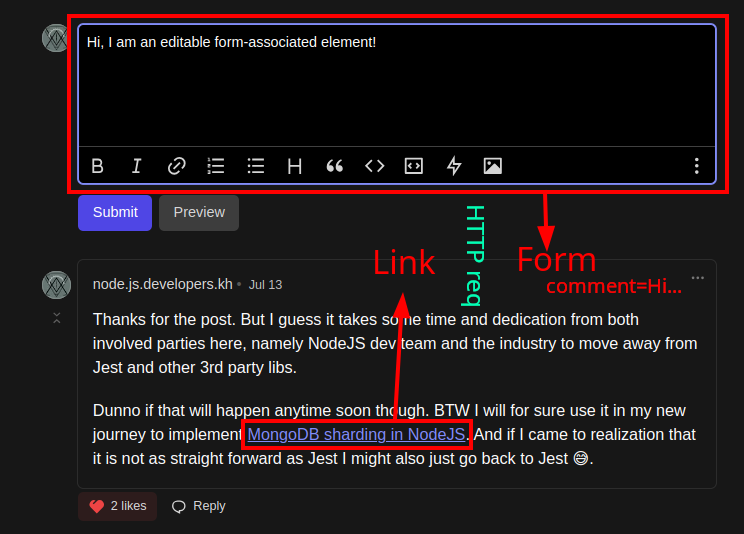 Hi, I am an editable form-associated element!
B I H
Submit Preview
HTTP req
Link
Form
comment=Hi...
node.js.developers.kh • Jul 13
Thanks for the post. But I guess it takes some time and dedication from both
involved parties here, namely NodeJS dev team and the industry to move away from
Jest and other 3rd party libs.
Dunno if that will happen anytime soon though. BTW I will for sure use it in my new
journey to implement MongoDB sharding in NodeJS. And if I came to realization that
it is not as straight forward as Jest I might also just go back to Jest 😅.
2 likes Reply